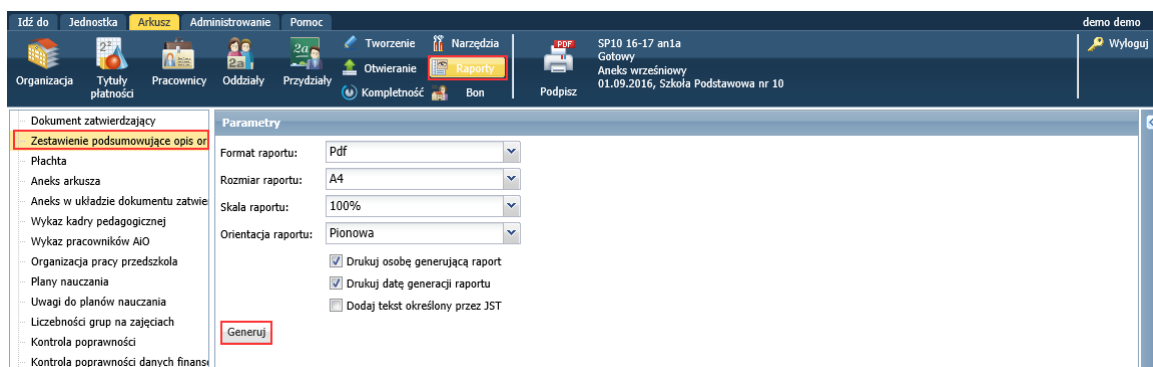 Idź do Jednostka Arkusz Administrowanie Pomoc demo demo
Organizacja
Tytuły
płatności
Pracownicy
Oddziały
Przydziały
Tworzenie Narzędzia
Otwieranie Raporty
Kompletność Bon
PDF
Podpisz
SP10 16-17 an1a
Gotowy
Aneks wrześniowy
01.09.2016, Szkoła Podstawowa nr 10
Wyloguj
Dokument zatwierdzający
Zestawienie podsumowujące opis or
Płachta
Aneks arkusza
Aneks w układzie dokumentu zatwie
Wykaz kadry pedagogicznej
Wykaz pracowników AiO
Organizacja pracy przedszkola
Plany nauczania
Uwagi do planów nauczania
Liczebności grup na zajęciach
Kontrola poprawności
Kontrola poprawności danych finanso
Parametry
Format raportu: Pdf
Rozmiar raportu: A4
Skala raportu: 100%
Orientacja raportu: Pionowa
Drukuj osobę generującą raport
Drukuj datę generacji raportu
Dodaj tekst określony przez JST
Generuj